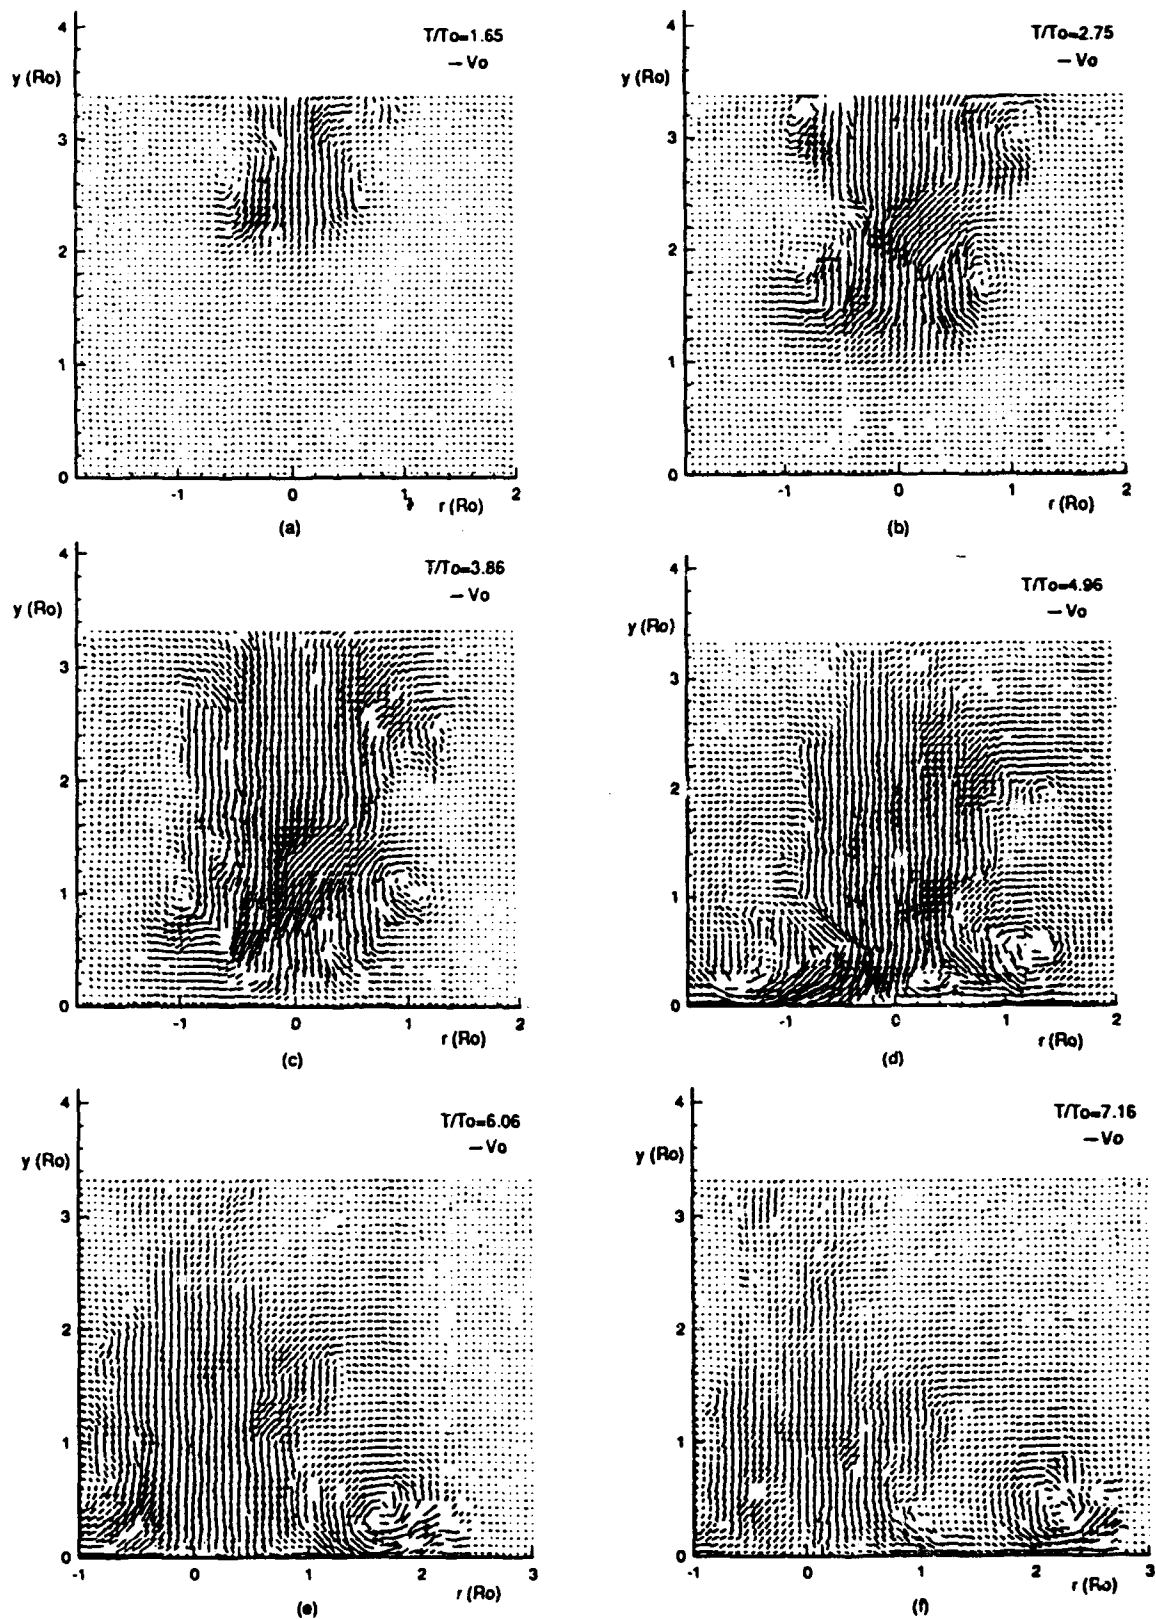 4
T/To=1.65
— Vo
y (Ro)
3
2
1
0
-1
0
1
2
r (Ro)
(a)
4
T/To=2.75
— Vo
y (Ro)
3
2
1
0
-1
0
1
2
r (Ro)
(b)
4
T/To=3.86
— Vo
y (Ro)
3
2
1
0
-1
0
1
2
r (Ro)
(c)
4
T/To=4.96
— Vo
y (Ro)
3
2
1
0
-1
0
1
2
r (Ro)
(d)
4
T/To=6.06
— Vo
y (Ro)
3
2
1
0
-1
0
1
2
3
r (Ro)
(e)
4
T/To=7.16
— Vo
y (Ro)
3
2
1
0
-1
0
1
2
3
r (Ro)
(f)